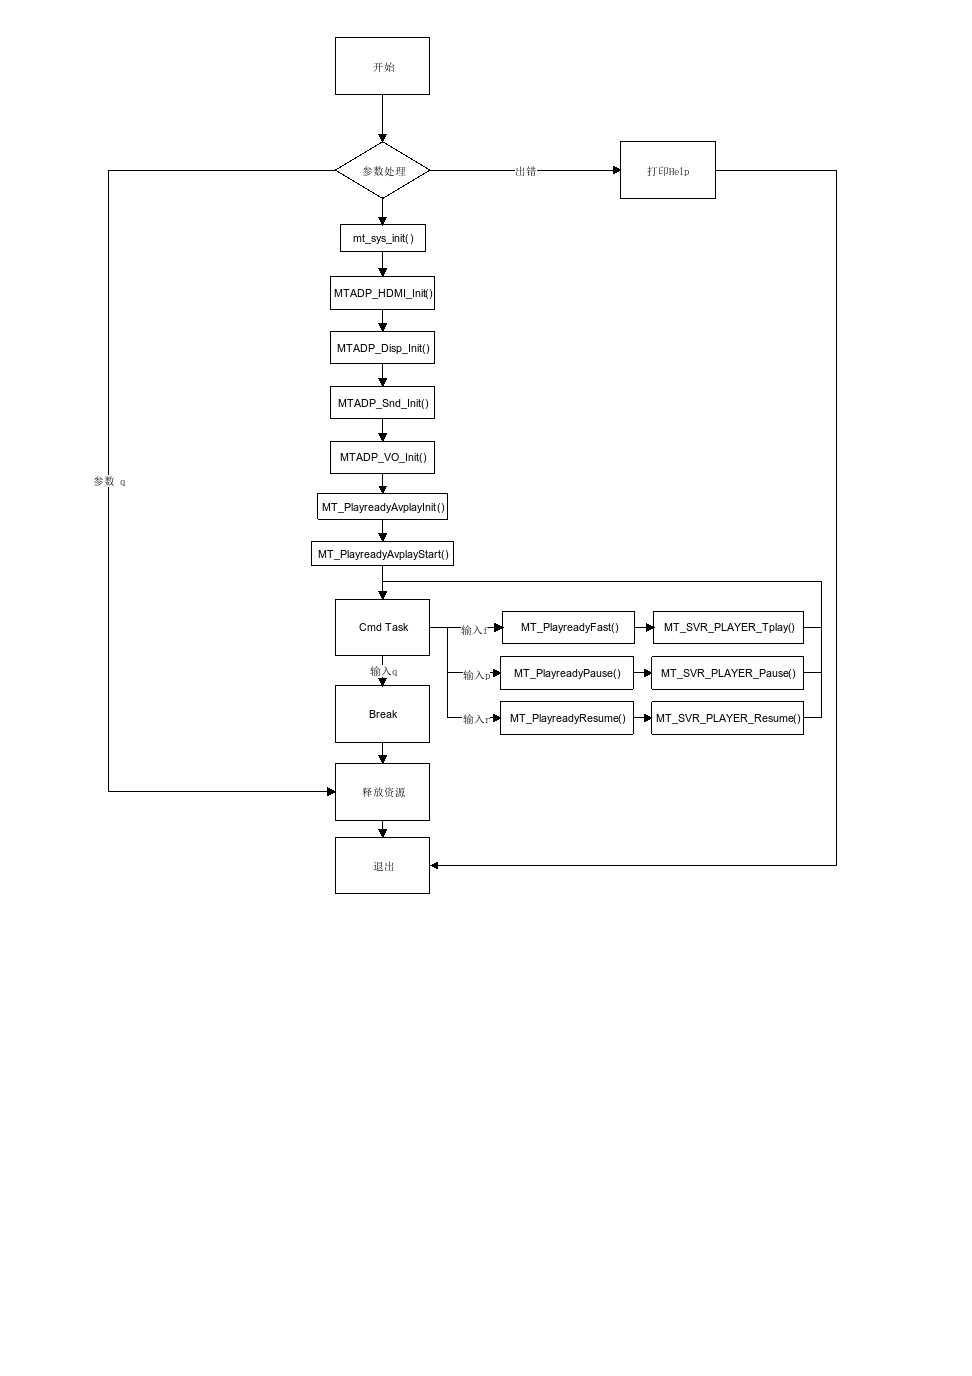 开始
参数处理
出错
打印Help
mt_sys_init()
MTADP_HDMI_Init()
MTADP_Disp_Init()
MTADP_Snd_Init()
MTADP_VO_Init()
参数 q
MT_PlayreadyAvplayInit()
MT_PlayreadyAvplayStart()
Cmd Task
输入f
MT_PlayreadyFast()
MT_SVR_PLAYER_Tplay()
输入q
输入p
MT_PlayreadyPause()
MT_SVR_PLAYER_Pause()
Break
输入r
MT_PlayreadyResume()
MT_SVR_PLAYER_Resume()
释放资源
退出